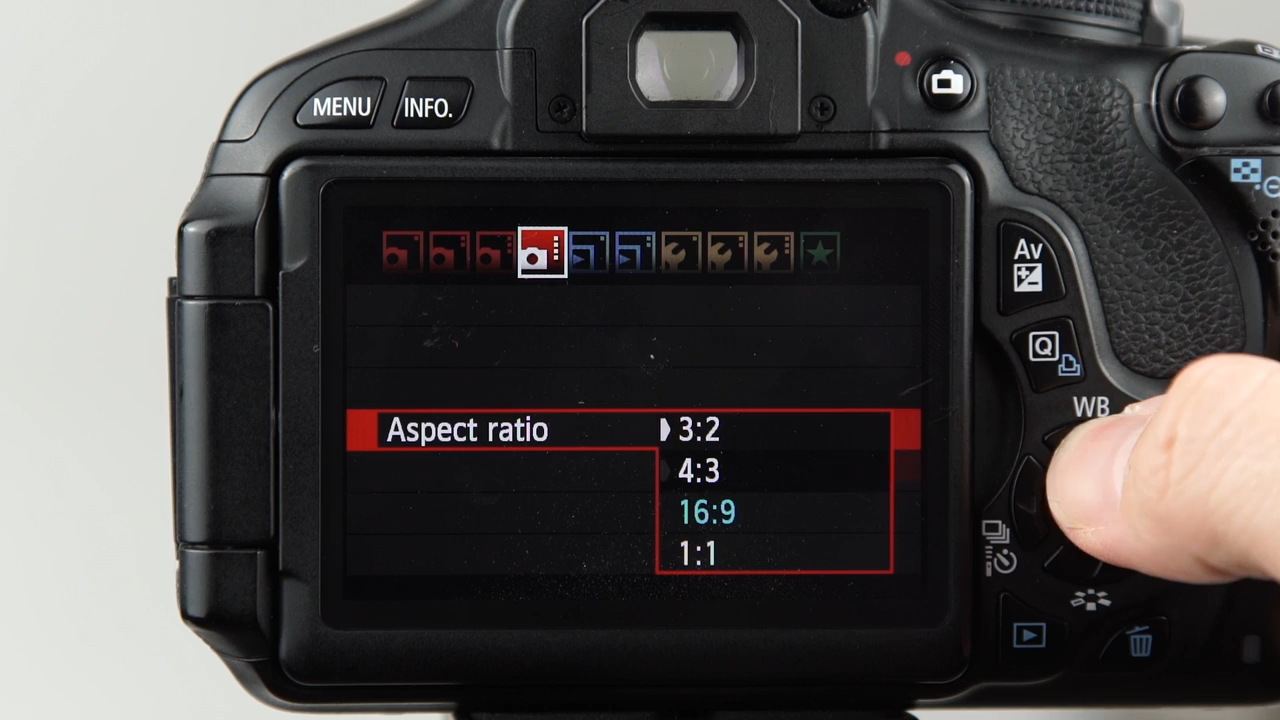 MENU
INFO.
Av
Q
WB
Aspect ratio
3:2
4:3
16:9
1:1